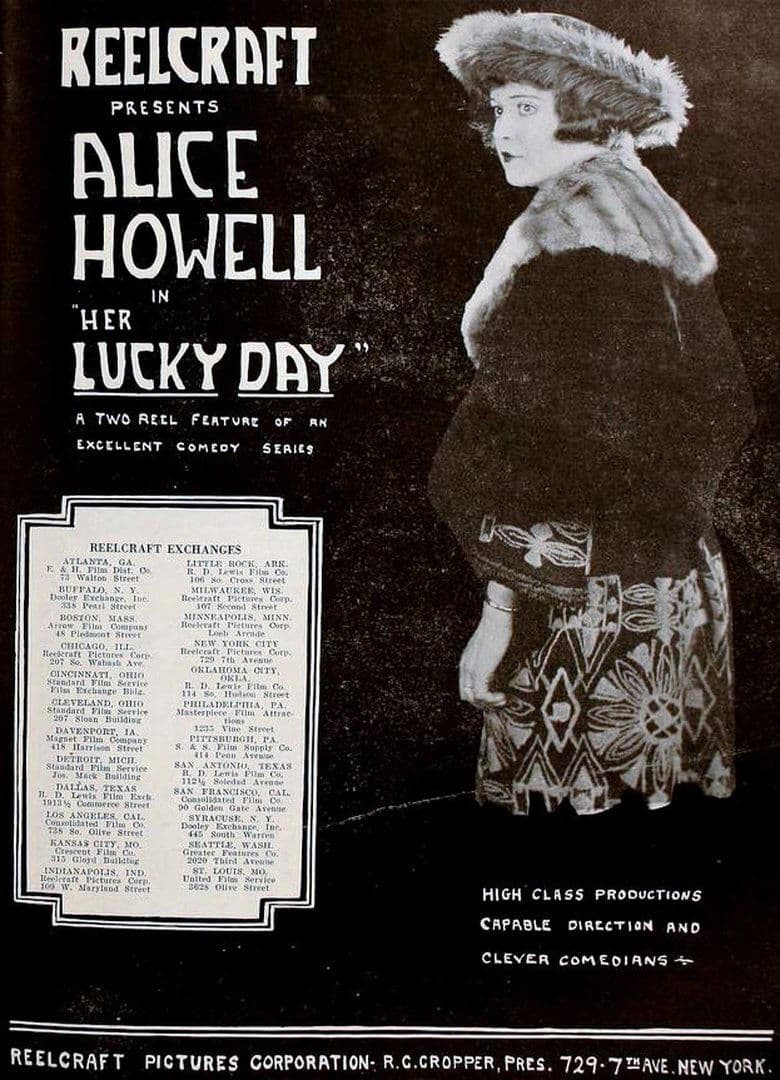 REELCRAFT
PRESENTS
ALICE
HOWELL
IN
"HER
LUCKY DAY"
A TWO REEL FEATURE OF AN
EXCELLENT COMEDY SERIES
REELCRAFT EXCHANGES
ATLANTA, GA.
E. & H. Film Dist. Co.
73 Walton Street
BUFFALO, N. Y.
Dooley Exchange, Inc.
338 Pearl Street
BOSTON, MASS.
Arrow Film Company
48 Piedmont Street
CHICAGO, ILL.
Reelcraft Pictures Corp.
207 So. Wabash Ave.
CINCINNATI, OHIO
Standard Film Service
Film Exchange Bldg.
CLEVELAND, OHIO
Standard Film Service
207 Sloan Building
DAVENPORT, IA.
Magnet Film Company
418 Harrison Street
DETROIT, MICH.
Standard Film Service
Jos. Mack Building
DALLAS, TEXAS
R. D. Lewis Film Exch.
1913½ Commerce Street
LOS ANGELES, CAL.
Consolidated Film Co.
738 So. Olive Street
KANSAS CITY, MO.
Crescent Film Co.
315 Gloyd Building
INDIANAPOLIS, IND.
Reelcraft Pictures Corp.
109 W. Maryland Street
LITTLE ROCK, ARK.
R. D. Lewis Film Co.
106 So. Cross Street
MILWAUKEE, WIS.
Reelcraft Pictures Corp.
107 Second Street
MINNEAPOLIS, MINN.
Reelcraft Pictures Corp.
Loeb Arcade
NEW YORK CITY
Reelcraft Pictures Corp.
729 7th Avenue
OKLAHOMA CITY,
OKLA.
R. D. Lewis Film Co.
114 So. Hudson Street
PHILADELPHIA, PA.
Masterpiece Film Attrac-
tions
1235 Vine Street
PITTSBURGH, PA.
S. & S. Film Supply Co.
414 Penn Avenue
SAN ANTONIO, TEXAS
R. D. Lewis Film Co,
112½ Soledad Avenue
SAN FRANCISCO, CAL.
Consolidated Film Co.
90 Golden Gate Avenue
SYRACUSE, N. Y.
Dooley Exchange, Inc.
445 South Warren
SEATTLE, WASH.
Greater Features Co.
2020 Third Avenue
ST. LOUIS, MO.
United Film Service
3628 Olive Street
HIGH CLASS PRODUCTIONS
CAPABLE DIRECTION AND
CLEVER COMEDIANS
REELCRAFT PICTURES CORPORATION- R.C.CROPPER, PRES. 729-7TH AVE. NEW YORK.